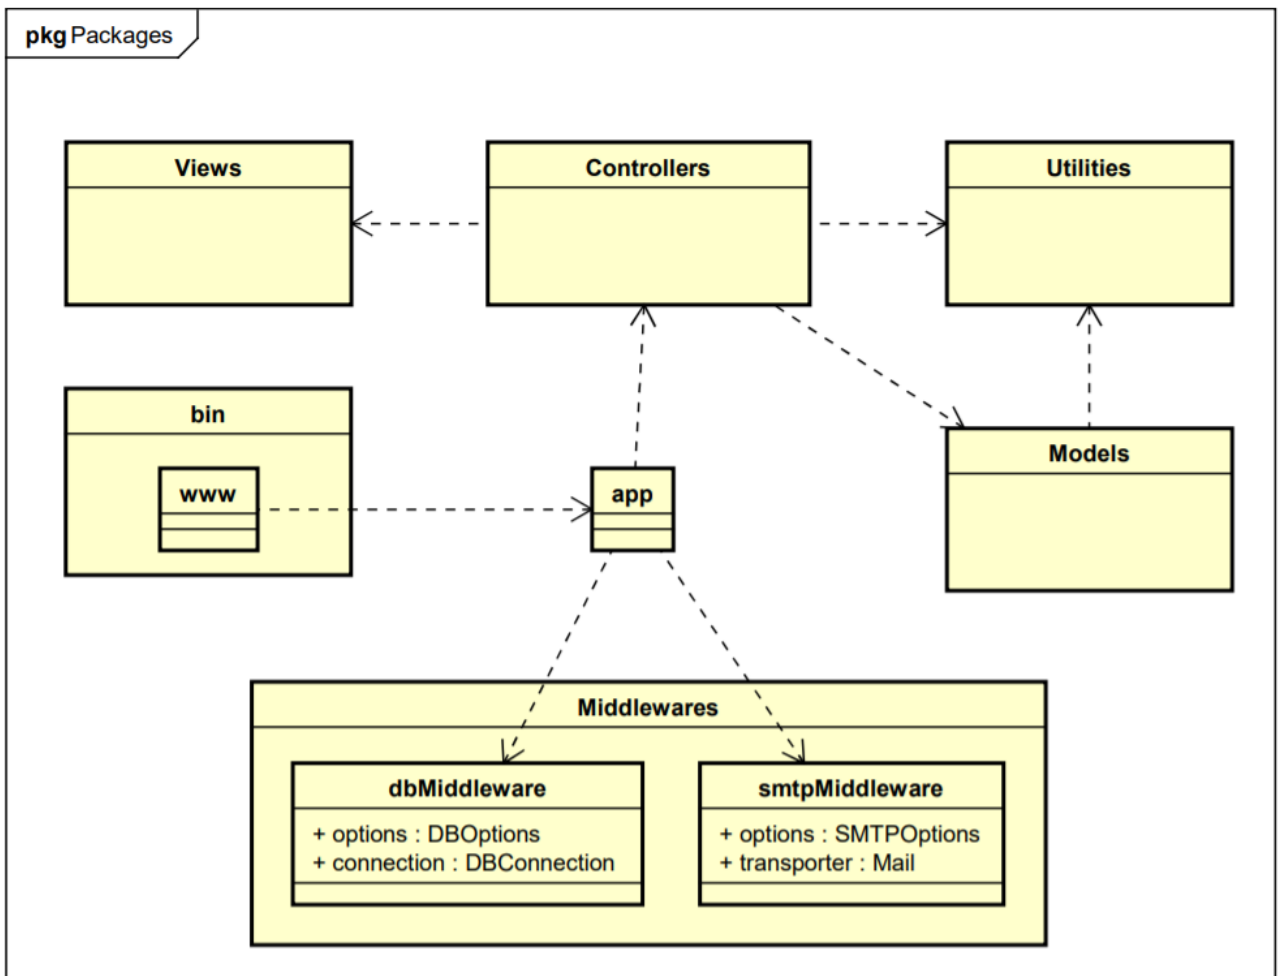 pkg Packages
Views
Controllers
Utilities
bin
www
app
Models
Middlewares
dbMiddleware
+ options : DBOptions
+ connection : DBConnection
smtpMiddleware
+ options : SMTPOptions
+ transporter : Mail